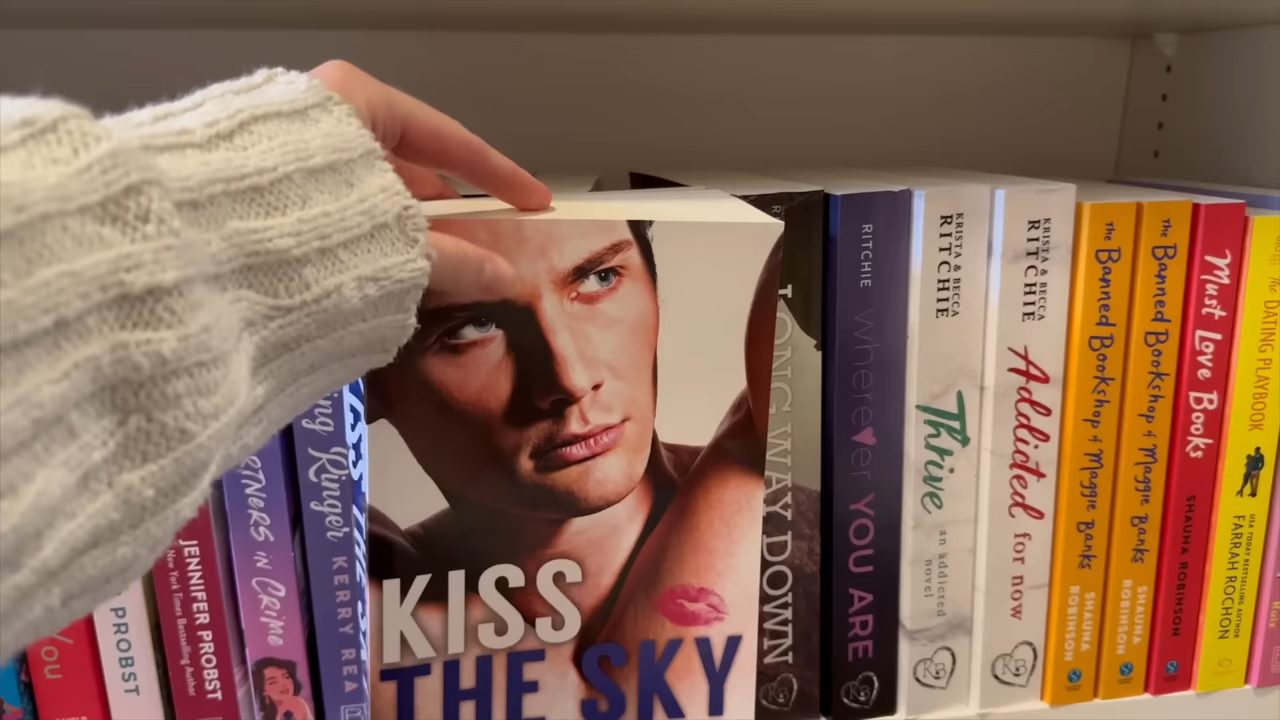 YOU
PROBST
JENNIFER PROBST
New York Times Bestselling Author
PARTNERS in CRIME
Ringer
KERRY REA
KISS
THE SKY
LONG WAY DOWN
RITCHIE
Wherever YOU ARE
KRISTA & BECCA
RITCHIE
Thrive
an addicted
novel
KRISTA & BECCA
RITCHIE
Addicted for now
The Banned Bookshop of Maggie Banks
SHAUNA
ROBINSON
The Banned Bookshop of Maggie Banks
SHAUNA
ROBINSON
Must Love Books
SHAUNA ROBINSON
The DATING PLAYBOOK
USA TODAY BESTSELLING AUTHOR
FARRAH ROCHON